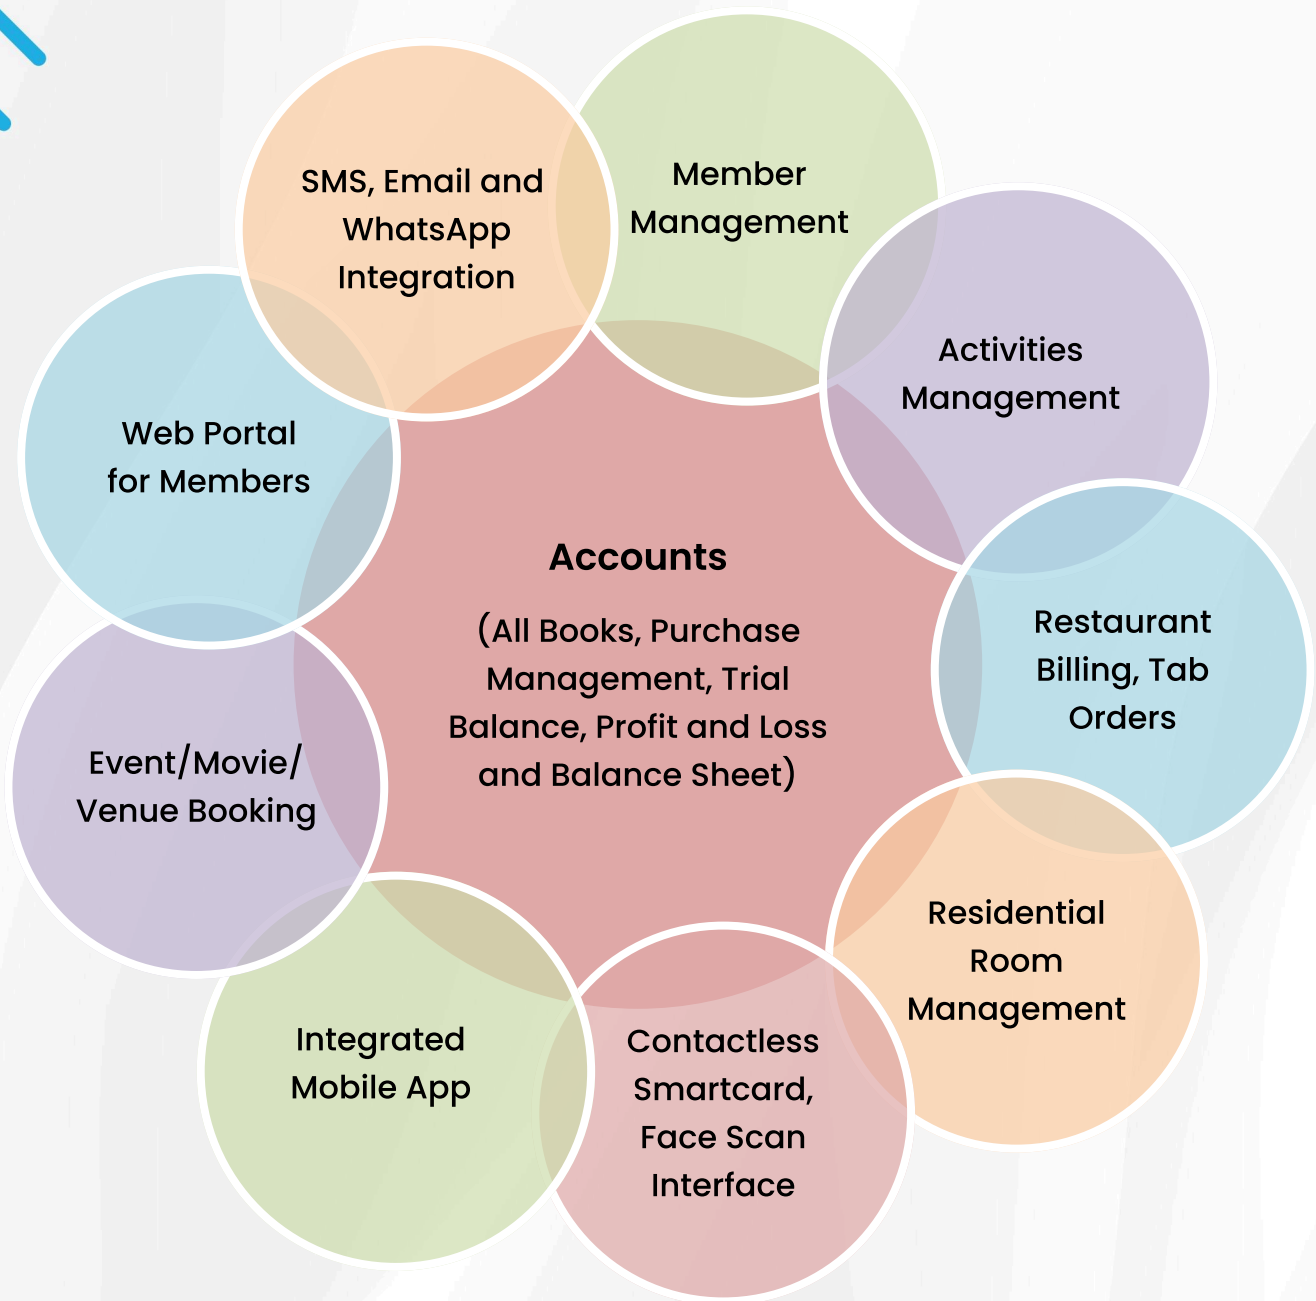 Member
Management
Activities
Management
Restaurant
Billing, Tab
Orders
Residential
Room
Management
Contactless
Smartcard,
Face Scan
Interface
Integrated
Mobile App
Event/Movie/
Venue Booking
Web Portal
for Members
SMS, Email and
WhatsApp
Integration
Accounts
(All Books, Purchase
Management, Trial
Balance, Profit and Loss
and Balance Sheet)